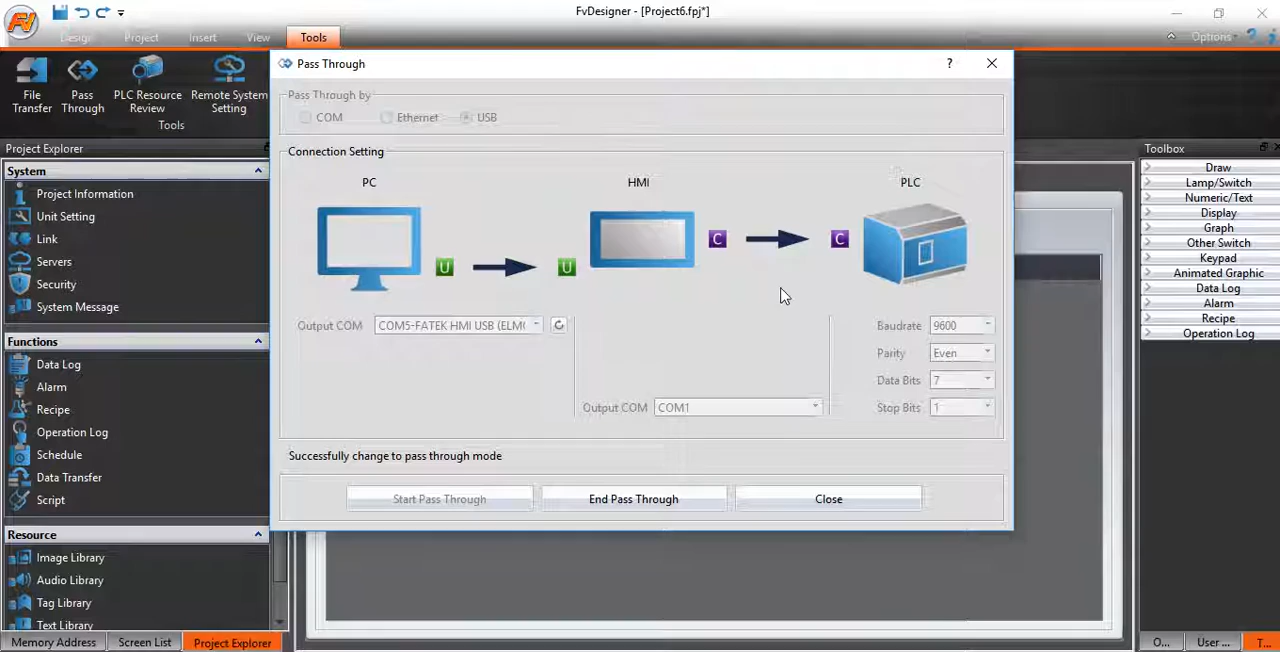 FvDesigner - [Project6.fpj*]
Design Project Insert View Tools Options
File Transfer
Pass Through
PLC Resource Review
Remote System Setting
Tools
Project Explorer
System
Project Information
Unit Setting
Link
Servers
Security
System Message
Functions
Data Log
Alarm
Recipe
Operation Log
Schedule
Data Transfer
Script
Resource
Image Library
Audio Library
Tag Library
Text Library
Memory Address Screen List Project Explorer
Pass Through ?
Pass Through by
COM Ethernet USB
Connection Setting
PC HMI PLC
U U C C
Output COM COM5-FATEK HMI USB (ELM(
Output COM COM1
Baudrate 9600
Parity Even
Data Bits 7
Stop Bits 1
Successfully change to pass through mode
Start Pass Through End Pass Through Close
Toolbox
Draw
Lamp/Switch
Numeric/Text
Display
Graph
Other Switch
Keypad
Animated Graphic
Data Log
Alarm
Recipe
Operation Log
O... User ... T...